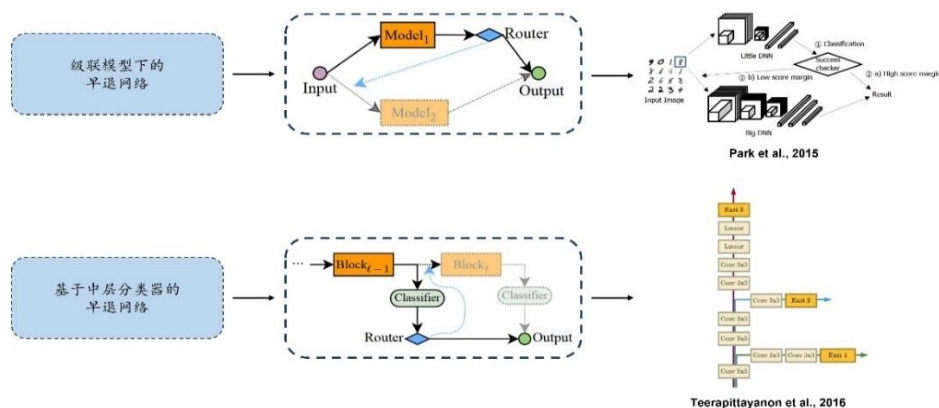 级联模型下的
早退网络
Model₁
Router
Input
Output
Model₂
Little DNN
① Classification
Success
checker
② b) Low score margin
② a) High score margin
Input Image
Result
Big DNN
Park et al., 2015
基于中层分类器的
早退网络
...
Blockℓ−1
Blockℓ
Classifier
Classifier
Router
Output
Exit 3
Linear
Linear
Conv 3x3
Conv 3x3
Conv 3x3
Exit 2
Conv 3x3
Conv 5x5
Conv 3x3
Conv 3x3
Exit 1
Conv 5x5
Teerapittayanon et al., 2016